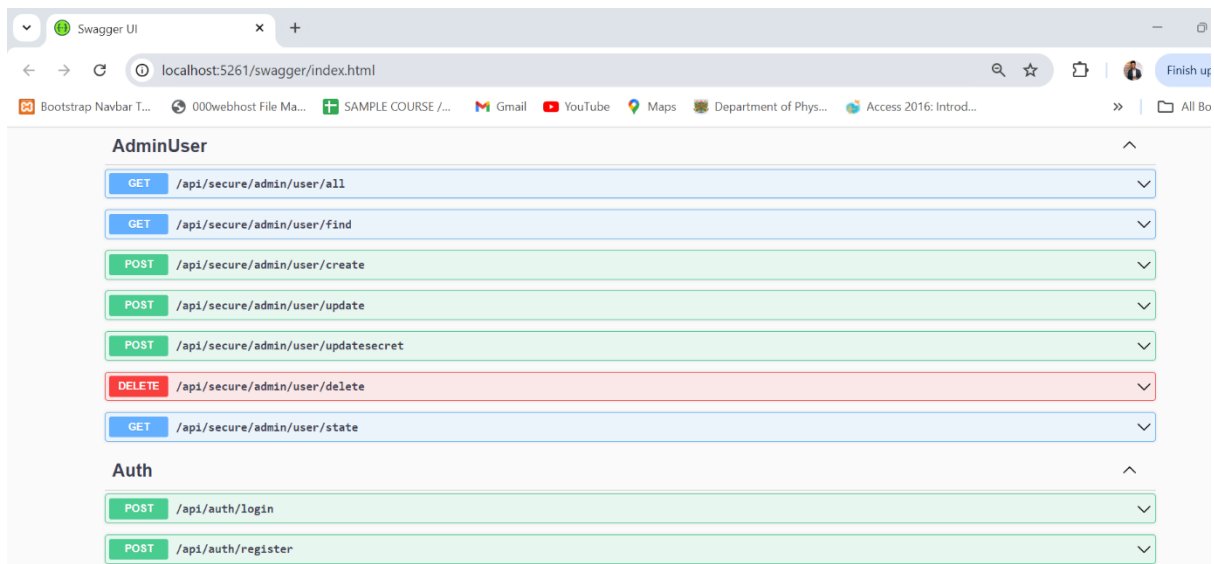 Swagger UI
localhost:5261/swagger/index.html
Finish up
Bootstrap Navbar T... 000webhost File Ma... SAMPLE COURSE /... Gmail YouTube Maps Department of Phys... Access 2016: Introd... » All Bo
AdminUser
GET /api/secure/admin/user/all
GET /api/secure/admin/user/find
POST /api/secure/admin/user/create
POST /api/secure/admin/user/update
POST /api/secure/admin/user/updatesecret
DELETE /api/secure/admin/user/delete
GET /api/secure/admin/user/state
Auth
POST /api/auth/login
POST /api/auth/register